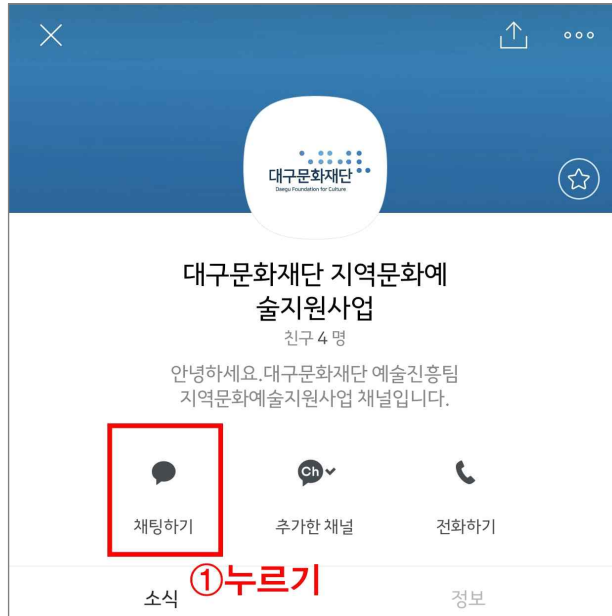 대구문화재단
Daegu Foundation for Culture
대구문화재단 지역문화예
술지원사업
친구 4 명
안녕하세요.대구문화재단 예술진흥팀
지역문화예술지원사업 채널입니다.
Ch
채팅하기 추가한 채널 전화하기
①누르기
소식 정보